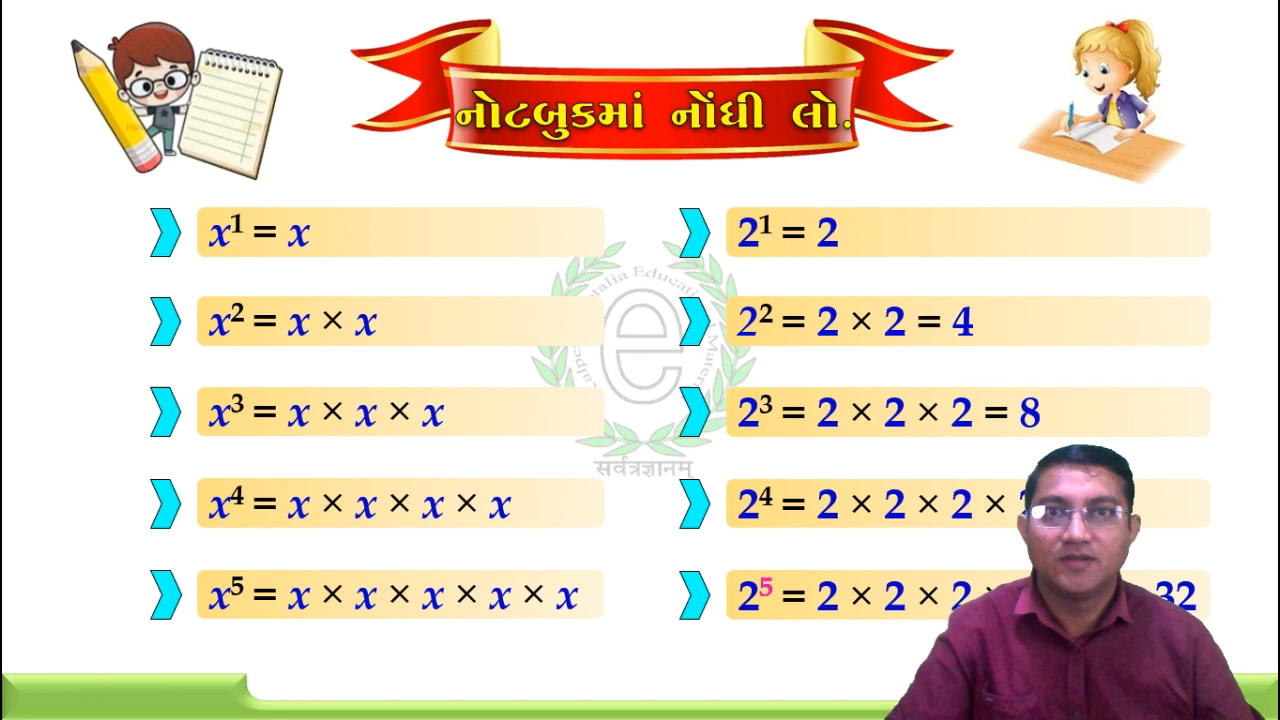 નોટબુકમાં નોંધી લો.
x¹ = x
x² = x × x
x³ = x × x × x
x⁴ = x × x × x × x
x⁵ = x × x × x × x × x
2¹ = 2
2² = 2 × 2 = 4
2³ = 2 × 2 × 2 = 8
2⁴ = 2 × 2 × 2 ×
2⁵ = 2 × 2 × 2 × 32
e
सर्वत्रज्ञानम्